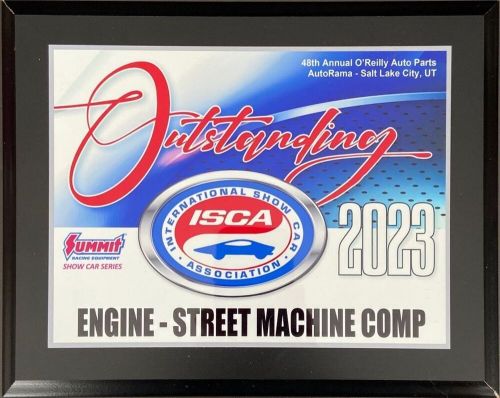 48th Annual O'Reilly Auto Parts
AutoRama - Salt Lake City, UT
Outstanding
INTERNATIONAL SHOW CAR
ISCA
ASSOCIATION
2023
SUMMIT
RACING EQUIPMENT
SHOW CAR SERIES
ENGINE - STREET MACHINE COMP